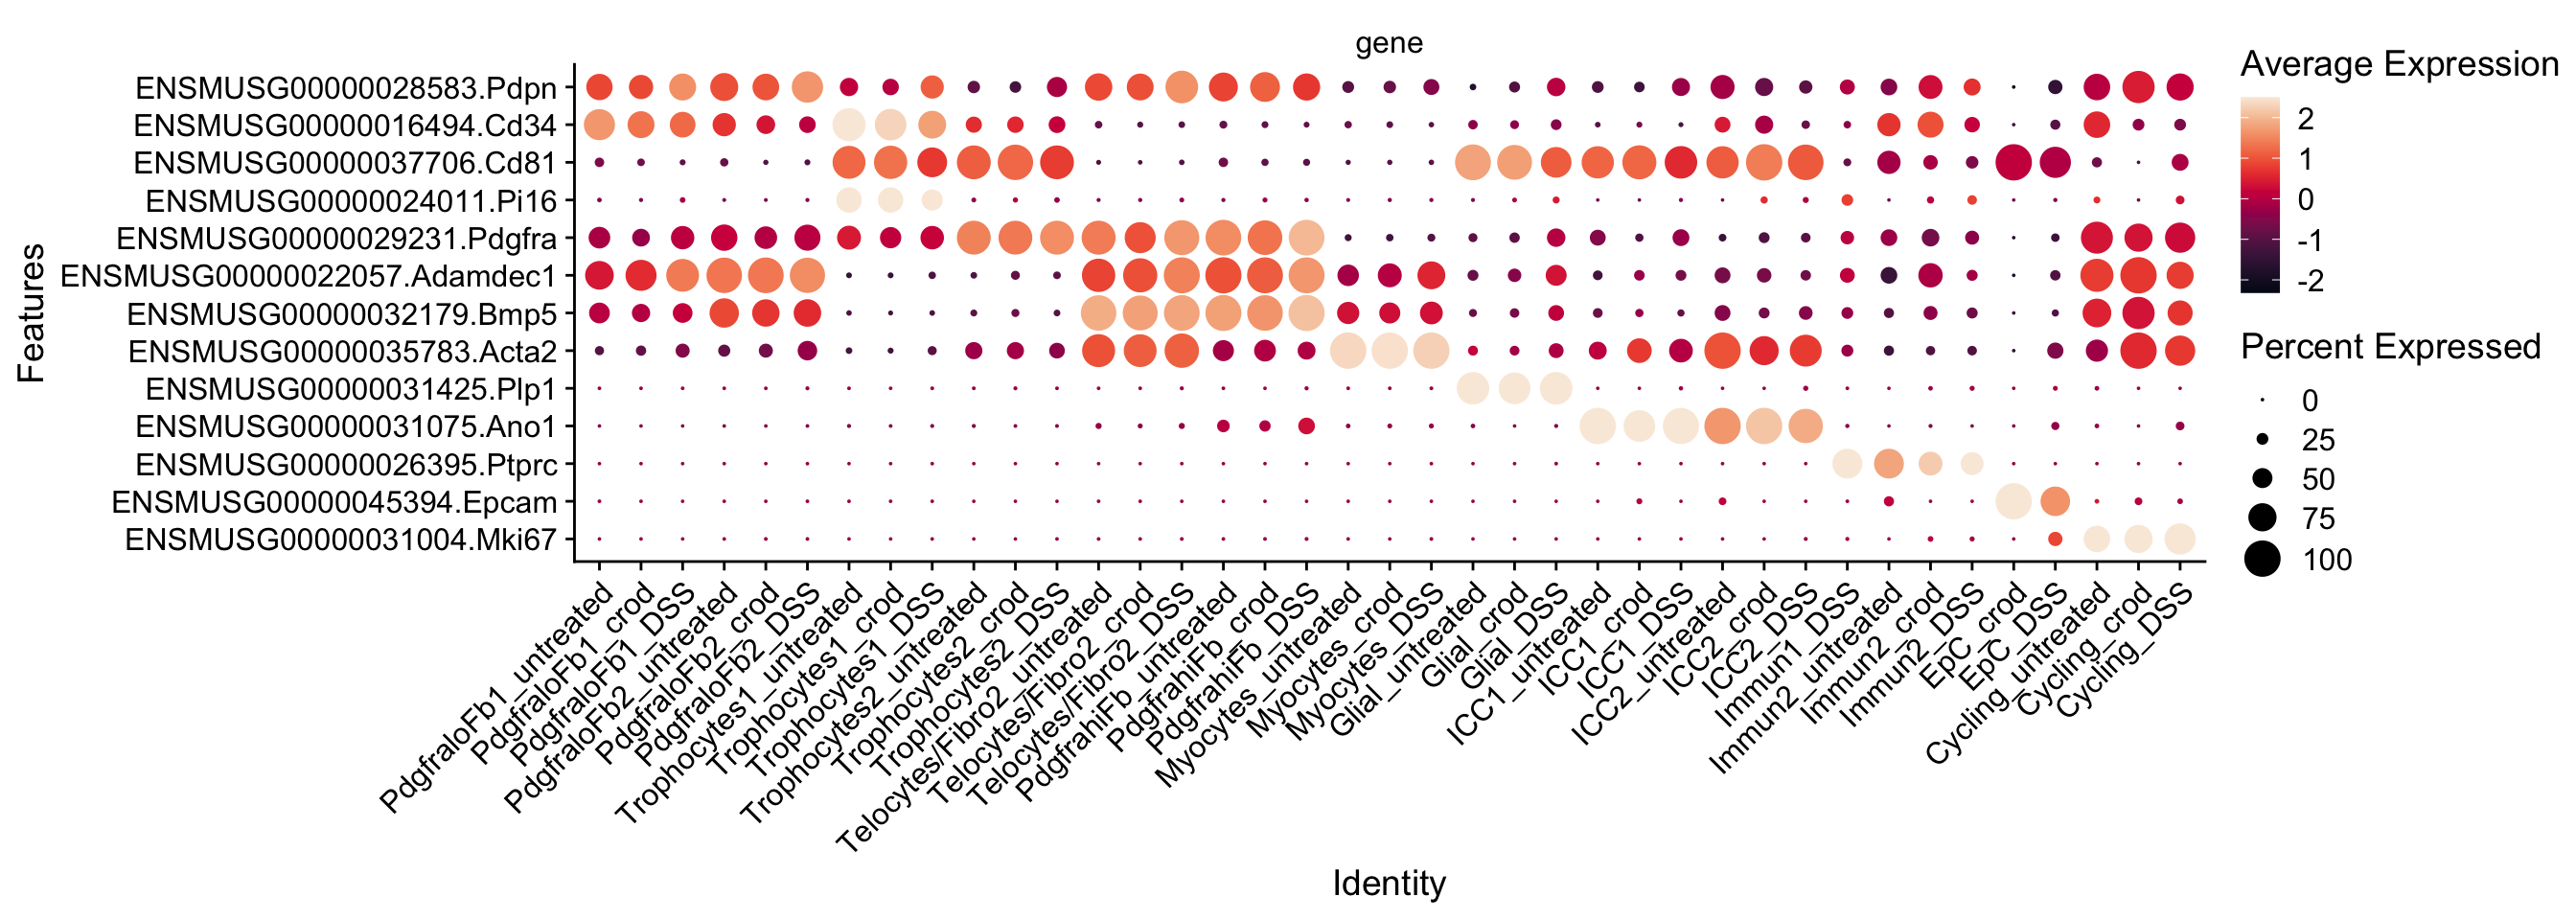 gene
Features
ENSMUSG00000028583.Pdpn
ENSMUSG00000016494.Cd34
ENSMUSG00000037706.Cd81
ENSMUSG00000024011.Pi16
ENSMUSG00000029231.Pdgfra
ENSMUSG00000022057.Adamdec1
ENSMUSG00000032179.Bmp5
ENSMUSG00000035783.Acta2
ENSMUSG00000031425.Plp1
ENSMUSG00000031075.Ano1
ENSMUSG00000026395.Ptprc
ENSMUSG00000045394.Epcam
ENSMUSG00000031004.Mki67
PdgfraloFb1_untreated
PdgfraloFb1_crod
PdgfraloFb1_DSS
PdgfraloFb2_untreated
PdgfraloFb2_crod
PdgfraloFb2_DSS
Trophocytes1_untreated
Trophocytes1_crod
Trophocytes1_DSS
Trophocytes2_untreated
Trophocytes2_crod
Trophocytes2_DSS
Telocytes/Fibro2_untreated
Telocytes/Fibro2_crod
Telocytes/Fibro2_DSS
PdgfrahiFb_untreated
PdgfrahiFb_crod
PdgfrahiFb_DSS
Myocytes_untreated
Myocytes_crod
Myocytes_DSS
Glial_untreated
Glial_crod
Glial_DSS
ICC1_untreated
ICC1_crod
ICC1_DSS
ICC2_untreated
ICC2_crod
ICC2_DSS
Immun1_DSS
Immun2_untreated
Immun2_crod
Immun2_DSS
EpC_crod
EpC_DSS
Cycling_untreated
Cycling_crod
Cycling_DSS
Identity
Average Expression
2
1
0
-1
-2
Percent Expressed
0
25
50
75
100